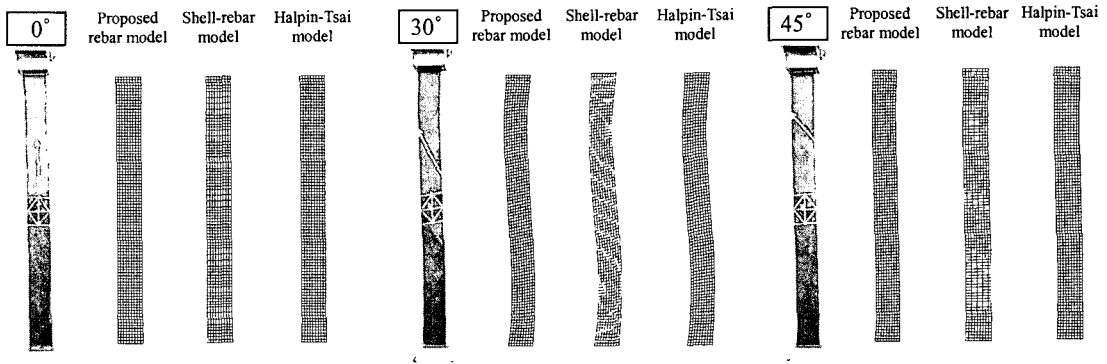 0°
Proposed
rebar model
Shell-rebar
model
Halpin-Tsai
model
30°
Proposed
rebar model
Shell-rebar
model
Halpin-Tsai
model
45°
Proposed
rebar model
Shell-rebar
model
Halpin-Tsai
model